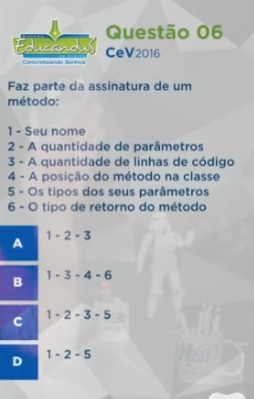 Educandus
Concretizando Sonhos
Questão 06
CeV2016
Faz parte da assinatura de um
método:
1 - Seu nome
2 - A quantidade de parâmetros
3 - A quantidade de linhas de código
4 - A posição do método na classe
5 - Os tipos dos seus parâmetros
6 - O tipo de retorno do método
A 1 - 2 - 3
B 1 - 3 - 4 - 6
C 1 - 2 - 3 - 5
D 1 - 2 - 5